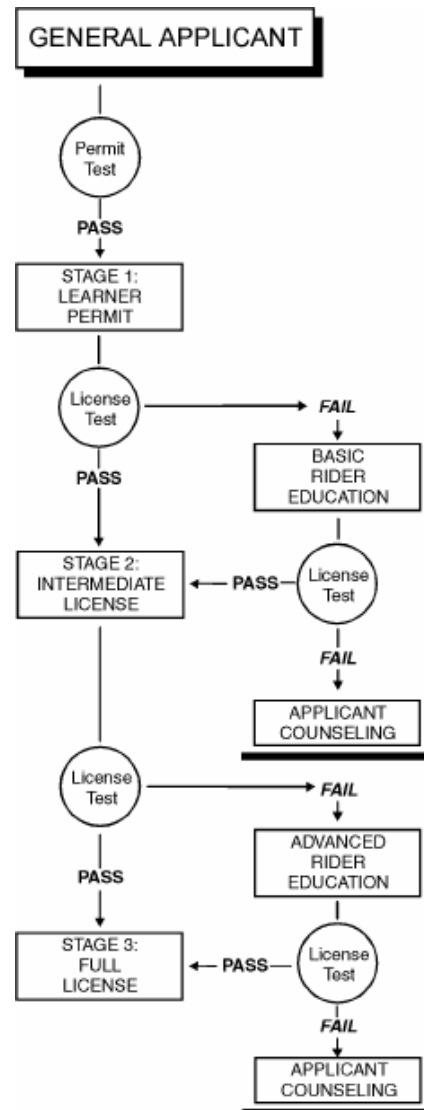 GENERAL APPLICANT
Permit
Test
PASS
STAGE 1:
LEARNER
PERMIT
License
Test
FAIL
PASS
BASIC
RIDER
EDUCATION
STAGE 2:
INTERMEDIATE
LICENSE
PASS
License
Test
FAIL
APPLICANT
COUNSELING
License
Test
FAIL
PASS
ADVANCED
RIDER
EDUCATION
STAGE 3:
FULL
LICENSE
PASS
License
Test
FAIL
APPLICANT
COUNSELING